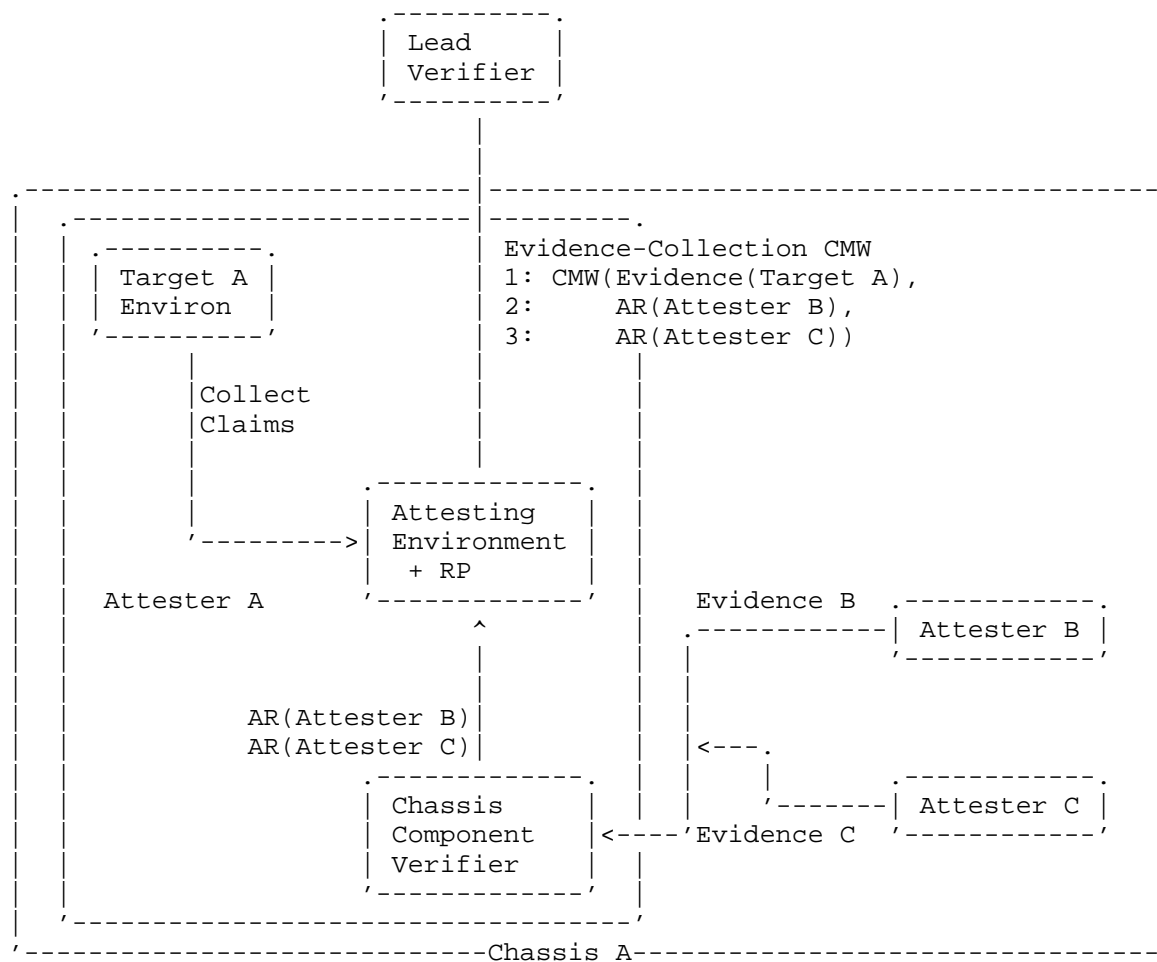 Lead
Verifier
Evidence-Collection CMW
Target A
Environ
1: CMW(Evidence(Target A),
2: AR(Attester B),
3: AR(Attester C))
Collect
Claims
Attesting
Environment
+ RP
Attester A
Evidence B
Attester B
AR(Attester B)
AR(Attester C)
Chassis
Component
Verifier
Attester C
Evidence C
Chassis A